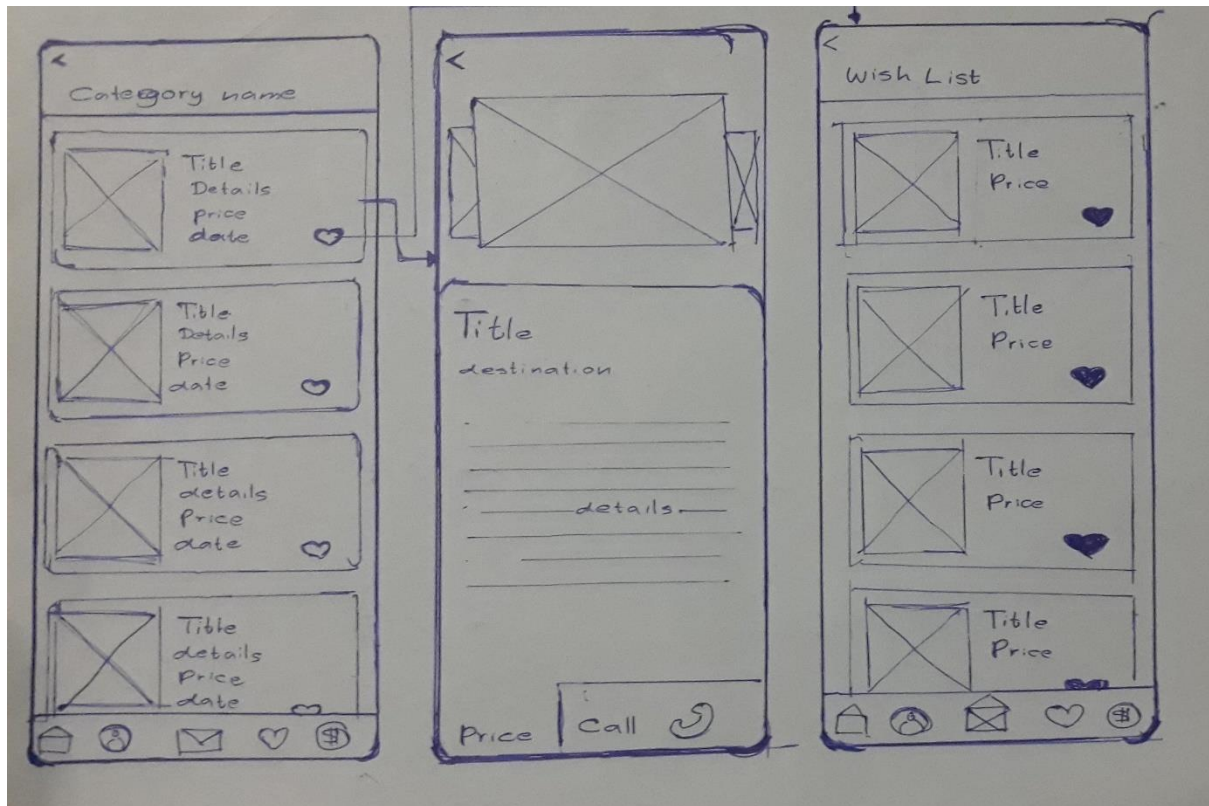 <
Category name
Title
Details
price
date
Title
Details
Price
date
Title
details
Price
date
Title
details
Price
date
$
<
Title
destination
details
Price
Call
<
Wish List
Title
Price
Title
Price
Title
Price
Title
Price
$